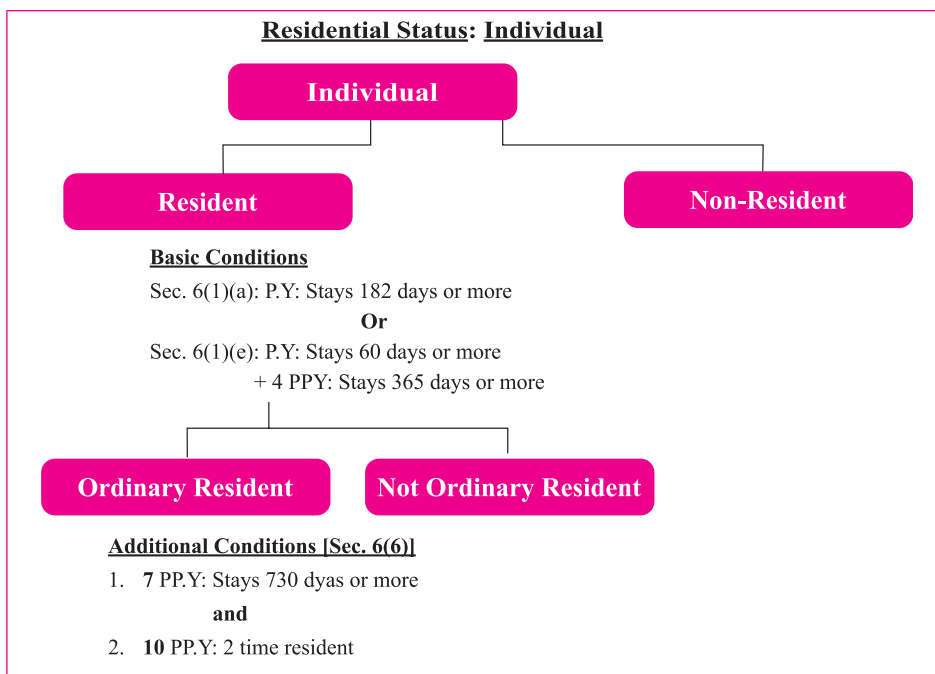 Residential Status: Individual
Individual
Resident
Non-Resident
Basic Conditions
Sec. 6(1)(a): P.Y: Stays 182 days or more
Or
Sec. 6(1)(e): P.Y: Stays 60 days or more
+ 4 PPY: Stays 365 days or more
Ordinary Resident
Not Ordinary Resident
Additional Conditions [Sec. 6(6)]
1. 7 PP.Y: Stays 730 dyas or more
and
2. 10 PP.Y: 2 time resident